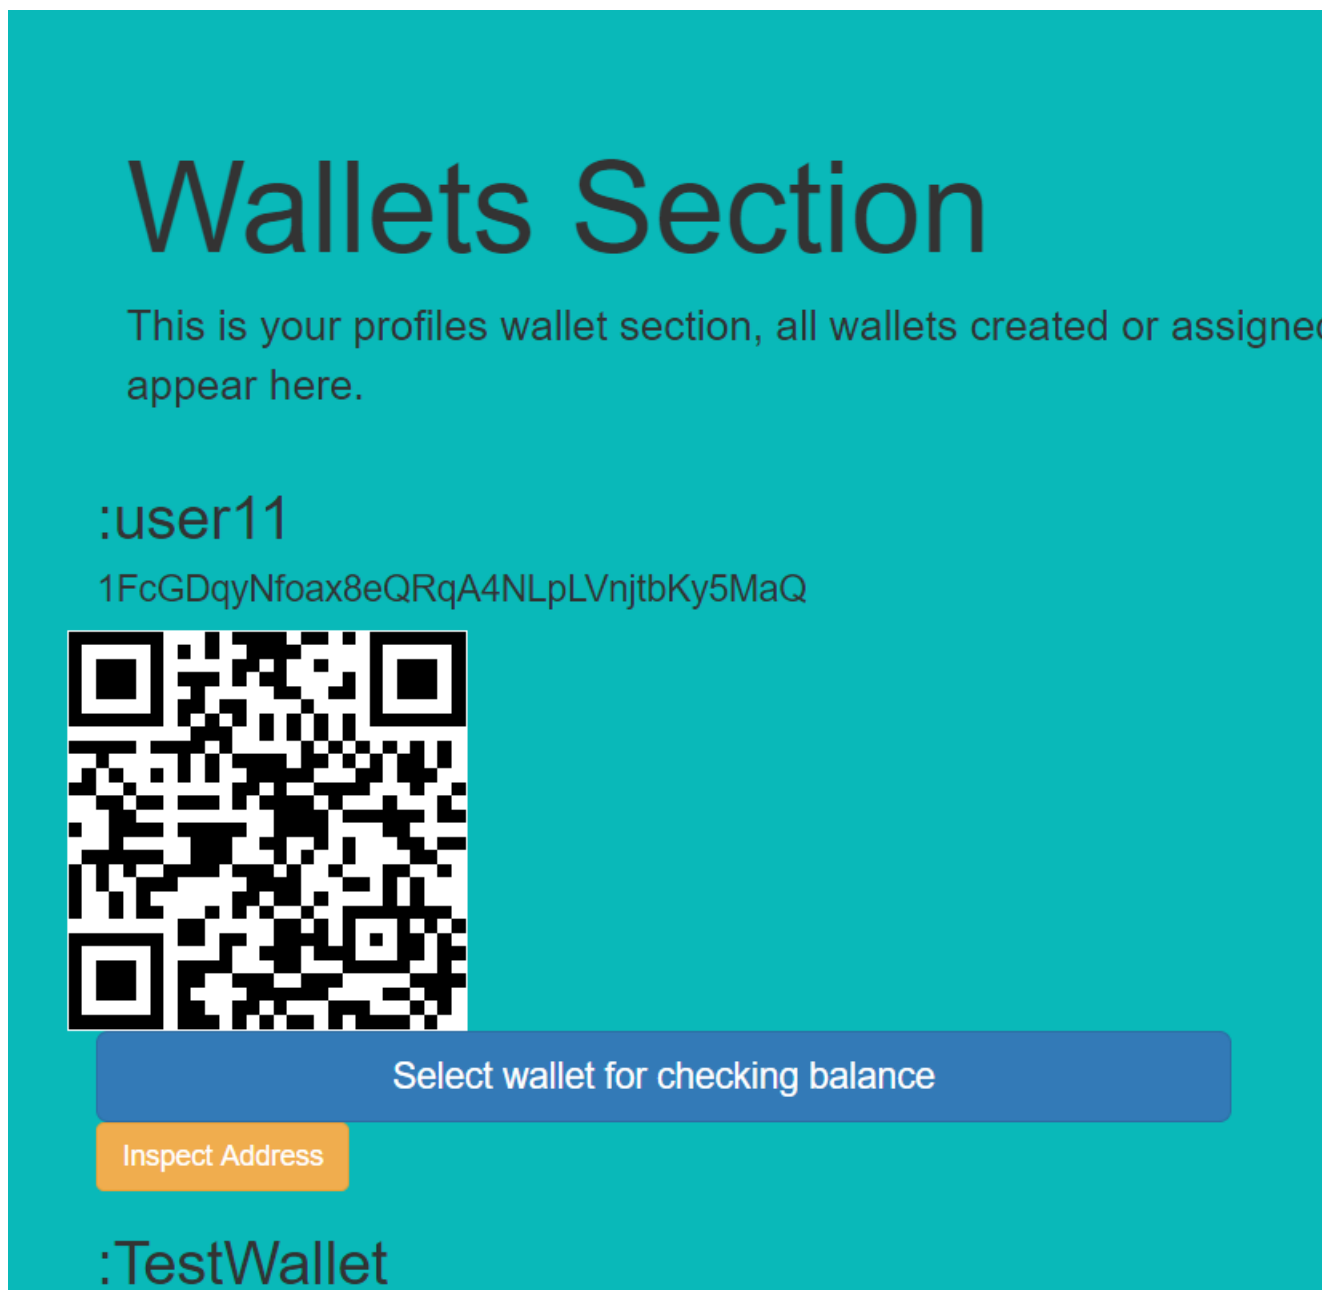 Wallets Section
This is your profiles wallet section, all wallets created or assigned
appear here.
:user11
1FcGDqyNfoax8eQRqA4NLpLVnjtbKy5MaQ
Select wallet for checking balance
Inspect Address
:TestWallet